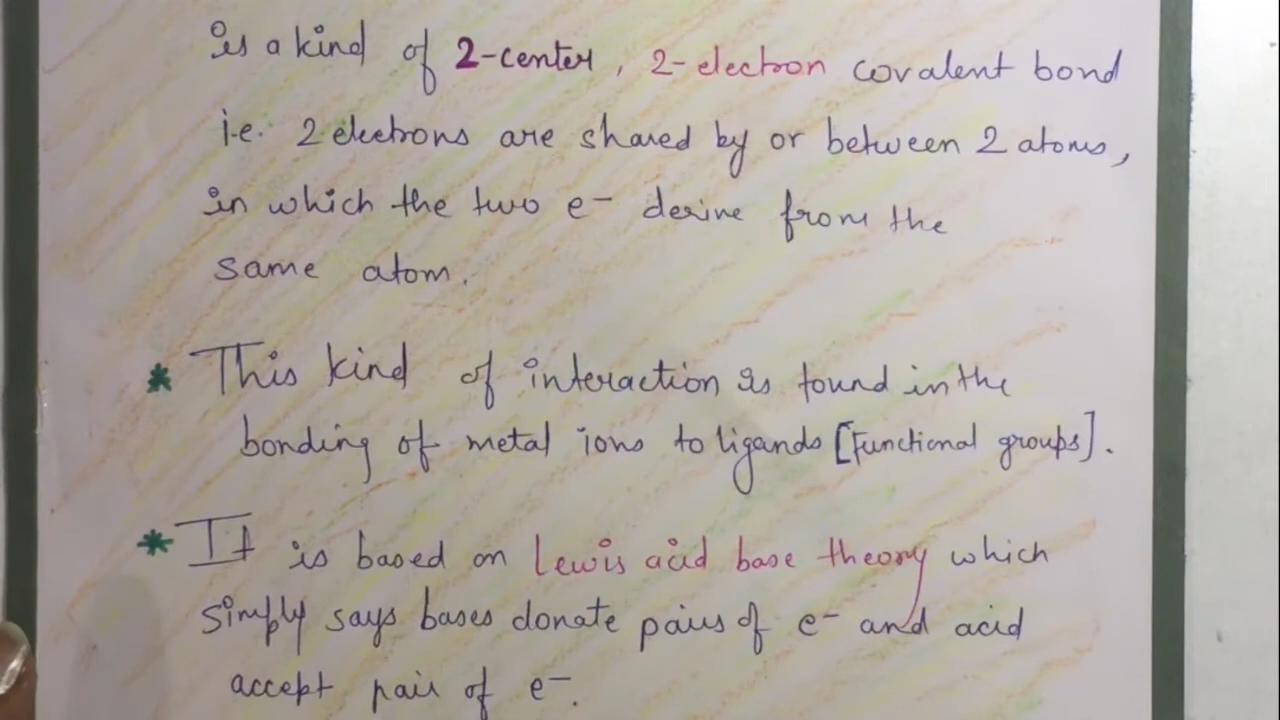 is a kind of 2-center, 2-electron covalent bond
i.e. 2 electrons are shared by or between 2 atoms,
in which the two e- derive from the
same atom.
* This kind of interaction is found in the
bonding of metal ions to ligands [Functional groups].
* It is based on Lewis acid base theory which
simply says bases donate pairs of e- and acid
accept pair of e-.